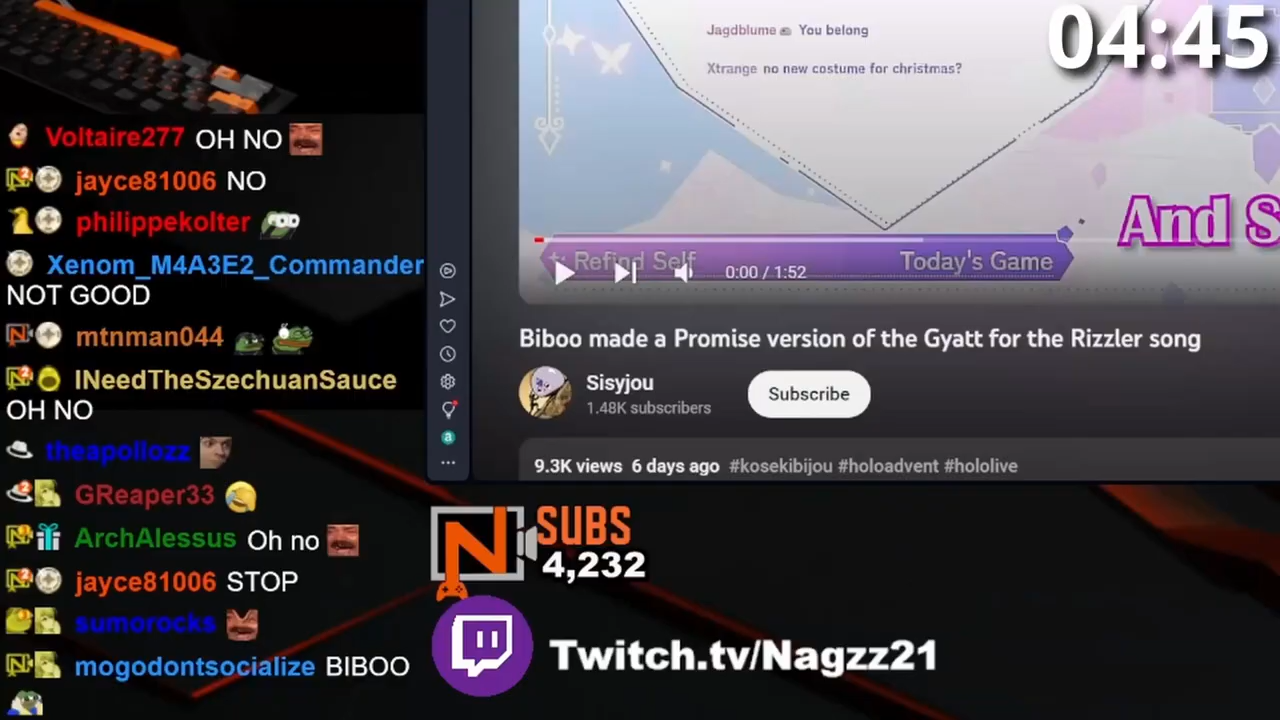 04:45
Jagdblume You belong
Xtrange no new costume for christmas?
And S
Refind Self
Today's Game
0:00 / 1:52
Biboo made a Promise version of the Gyatt for the Rizzler song
Sisyjou
1.48K subscribers
Subscribe
9.3K views 6 days ago #kosekibijou #holoadvent #hololive
Voltaire277 OH NO
jayce81006 NO
philippekolter
Xenom_M4A3E2_Commander
NOT GOOD
mtnman044
INeedTheSzechuanSauce
OH NO
theapollozz
GReaper33
ArchAlessus Oh no
jayce81006 STOP
sumorocks
mogodontsocialize BIBOO
N SUBS
4,232
Twitch.tv/Nagzz21